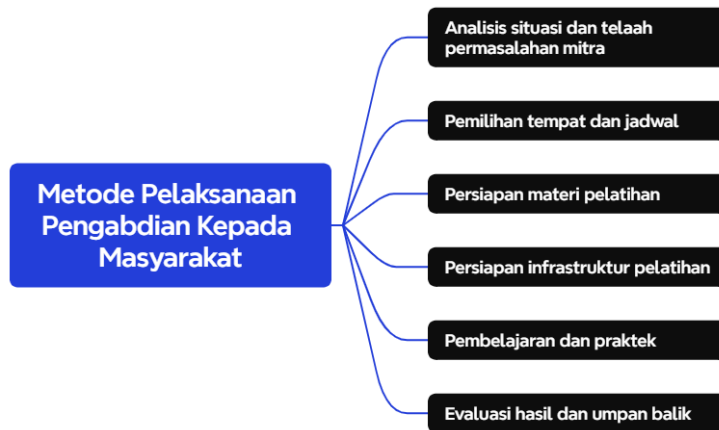 Metode Pelaksanaan
Pengabdian Kepada
Masyarakat
Analisis situasi dan telaah
permasalahan mitra
Pemilihan tempat dan jadwal
Persiapan materi pelatihan
Persiapan infrastruktur pelatihan
Pembelajaran dan praktek
Evaluasi hasil dan umpan balik